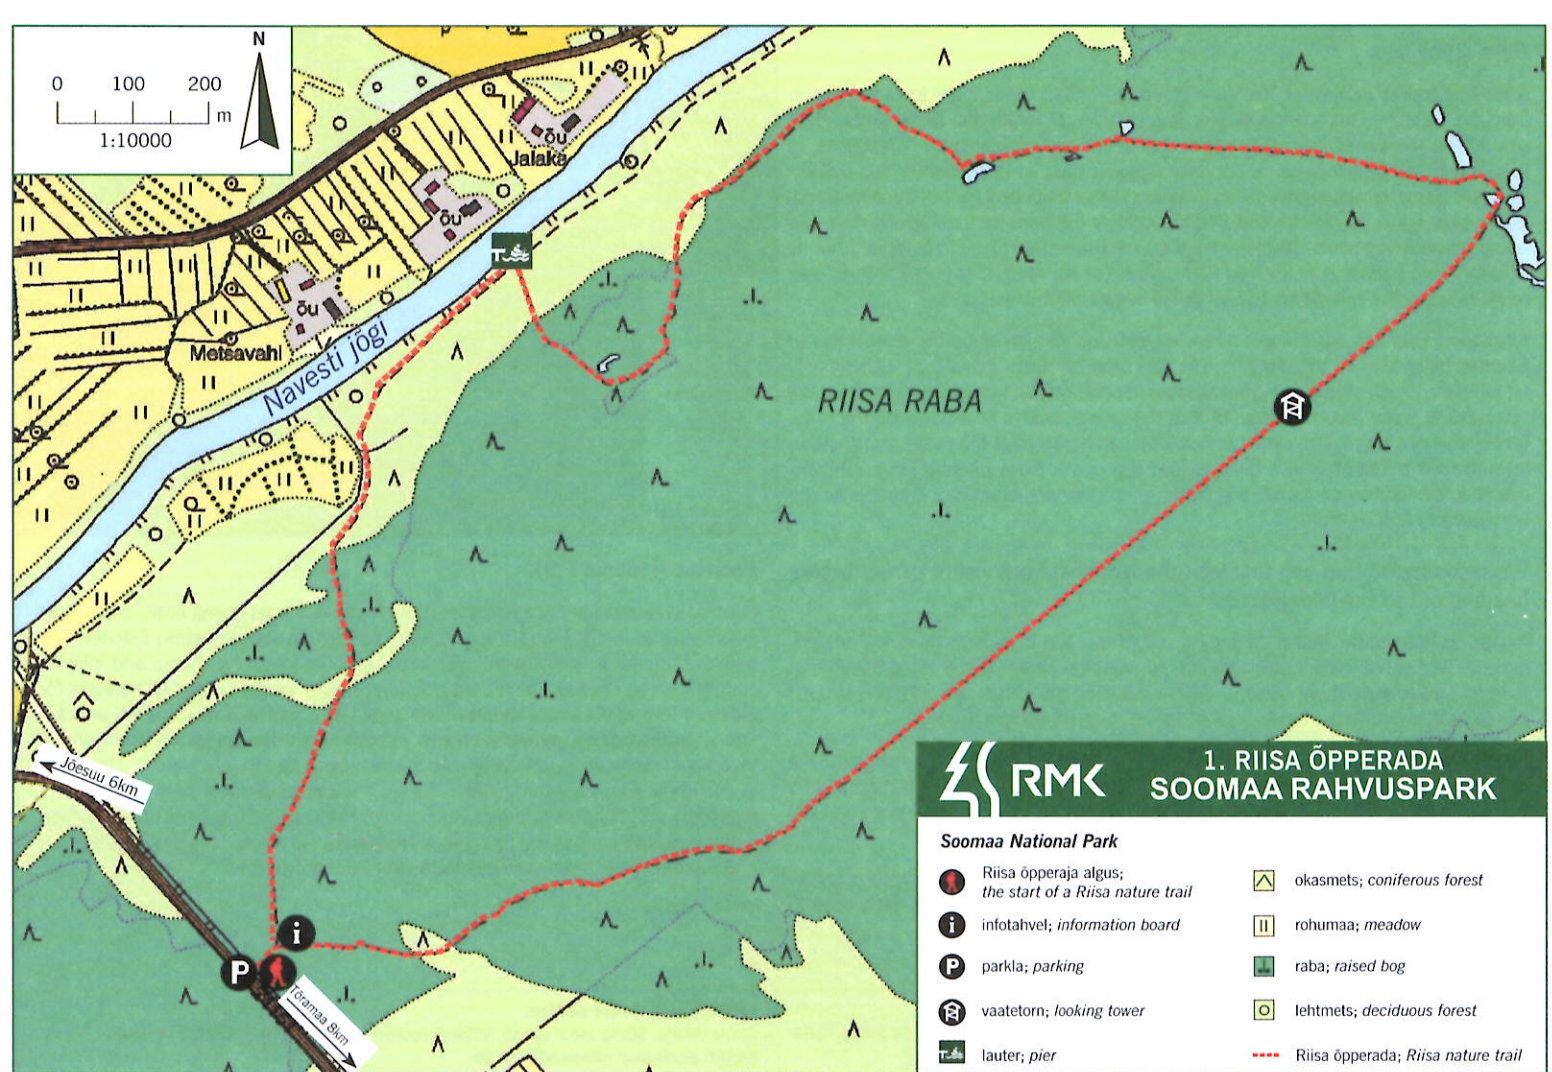 N
0 100 200
m
1:10000
õu
Jalaka
õu
õu
Metsavahi
Navesti jõgi
RIISA RABA
Jõesuu 6km
i
P
Tõramaa 8km
RMK
1. RIISA ÕPPERADA
SOOMAA RAHVUSPARK
Soomaa National Park
Riisa õpperaja algus;
the start of a Riisa nature trail
i infotahvel; information board
P parkla; parking
vaatetorn; looking tower
lauter; pier
okasmets; coniferous forest
rohumaa; meadow
raba; raised bog
lehtmets; deciduous forest
Riisa õpperada; Riisa nature trail